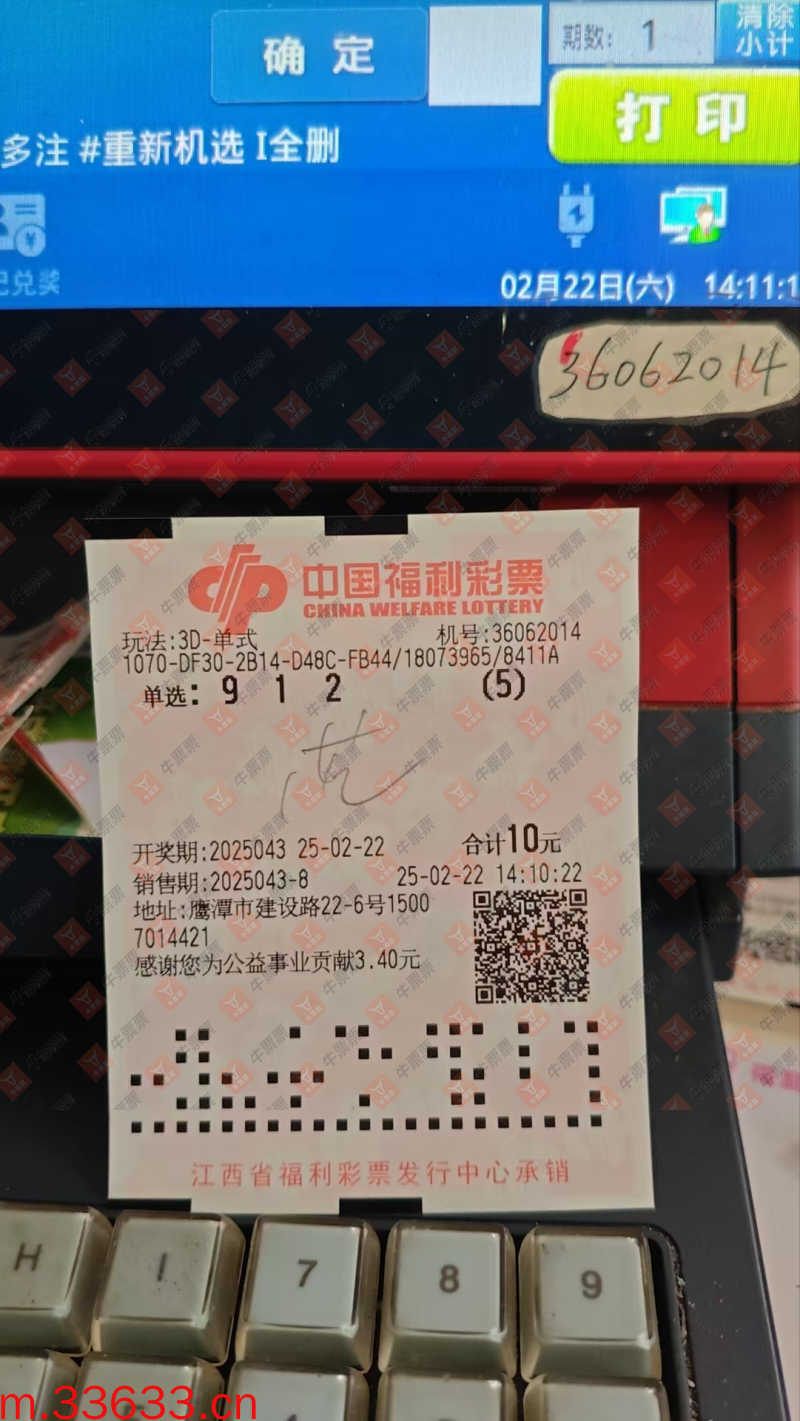 确 定
期数: 1
清除
小计
打 印
多注 #重新机选 I全删
兑奖
02月22日(六) 14:11:1
36062014
中国福利彩票
CHINA WELFARE LOTTERY
玩法:3D-单式 机号:36062014
1070-DF30-2B14-D48C-FB44/18073965/8411A
单选: 9 1 2 (5)
开奖期:2025043 25-02-22 合计10元
销售期:2025043-8 25-02-22 14:10:22
地址:鹰潭市建设路22-6号1500
7014421
感谢您为公益事业贡献3.40元
江西省福利彩票发行中心承销
H I 7 8 9
m.33633.cn
牛票票